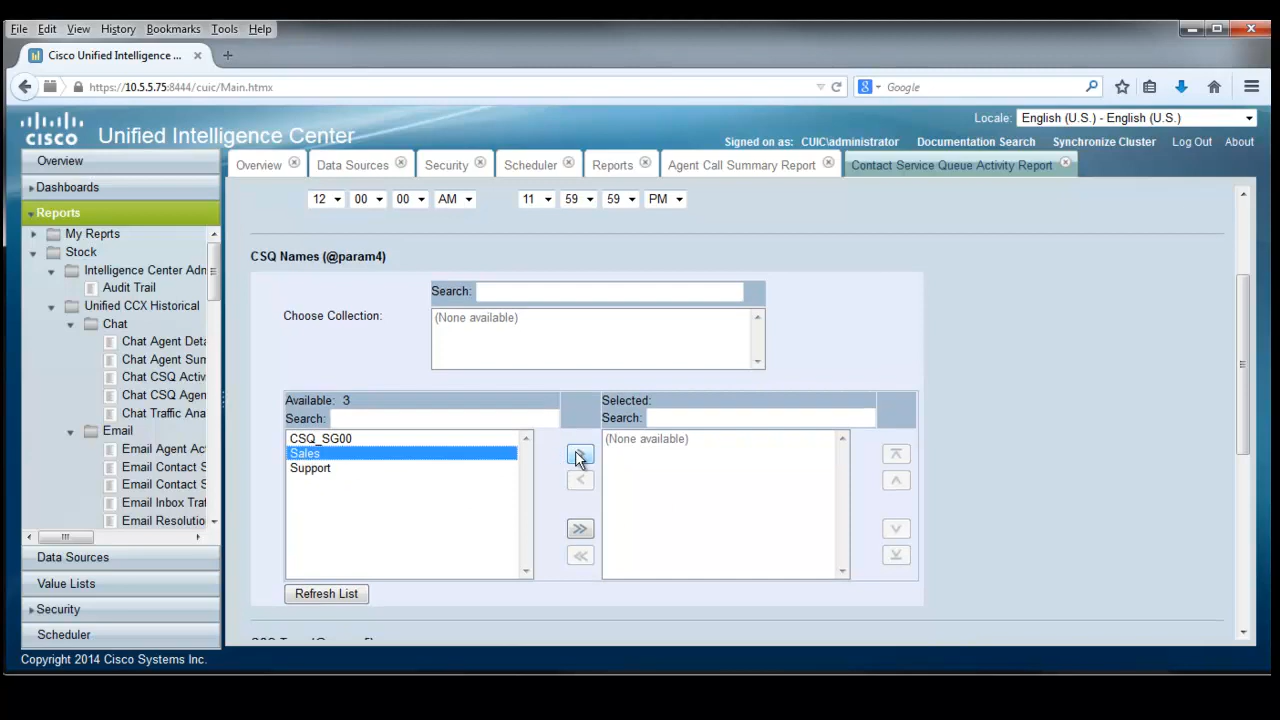 File Edit View History Bookmarks Tools Help
Cisco Unified Intelligence ...
https://10.5.5.75:8444/cuic/Main.htmx
Google
Locale: English (U.S.) - English (U.S.)
CISCO Unified Intelligence Center
Signed on as: CUIC\administrator Documentation Search Synchronize Cluster Log Out About
Overview
Dashboards
Reports
My Reprts
Stock
Intelligence Center Adn
Audit Trail
Unified CCX Historical
Chat
Chat Agent Deta
Chat Agent Sum
Chat CSQ Activ
Chat CSQ Agen
Chat Traffic Ana
Email
Email Agent Act
Email Contact S
Email Contact S
Email Inbox Traf
Email Resolutio
Data Sources
Value Lists
Security
Scheduler
Overview Data Sources Security Scheduler Reports Agent Call Summary Report Contact Service Queue Activity Report
12 00 00 AM 11 59 59 PM
CSQ Names (@param4)
Search:
Choose Collection: (None available)
Available: 3
Search:
CSQ_SG00
Sales
Support
Selected:
Search:
(None available)
Refresh List
Copyright 2014 Cisco Systems Inc.